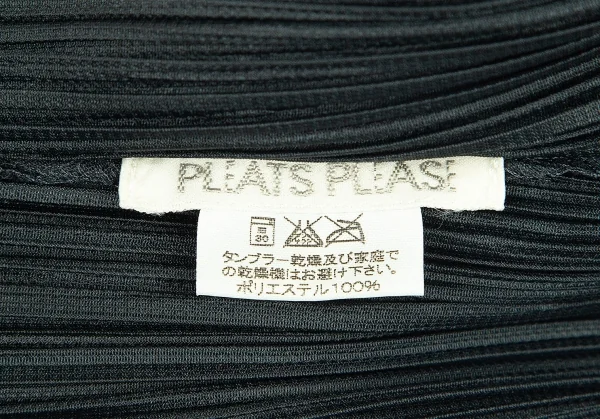 PLEATS PLEASE
30
タンブラー乾燥及び家庭で
の乾燥機はお避け下さい。
ポリエステル100%